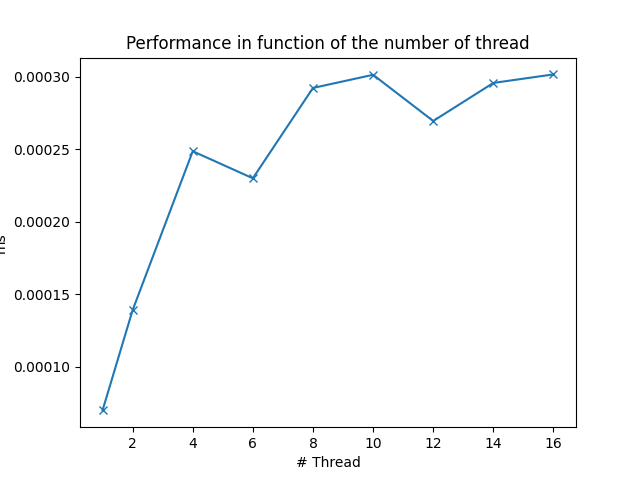 Performance in function of the number of thread
0.00030
0.00025
0.00020
0.00015
0.00010
2 4 6 8 10 12 14 16
# Thread